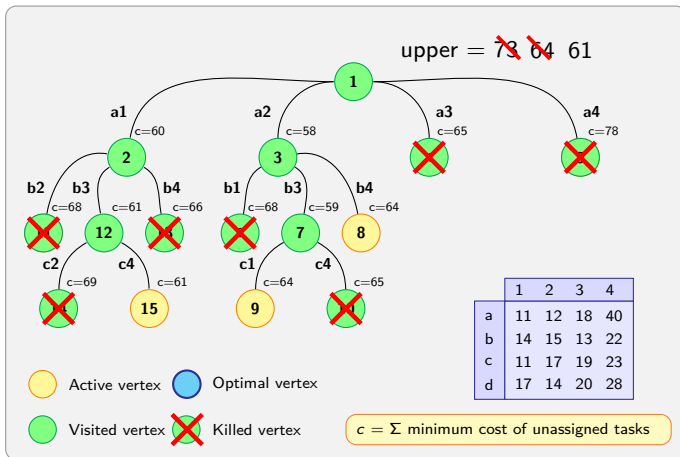 upper = 73 64 61
1
a1 a2 a3 a4
c=60 c=58 c=65 c=78
2 3
b2 b3 b4 b1 b3 b4
c=68 c=61 c=66 c=68 c=59 c=64
12 7 8
c2 c4 c1 c4
c=69 c=61 c=64 c=65
15 9
1 2 3 4
a 11 12 18 40
b 14 15 13 22
c 11 17 19 23
d 17 14 20 28
Active vertex Optimal vertex
Visited vertex Killed vertex
c = Σ minimum cost of unassigned tasks